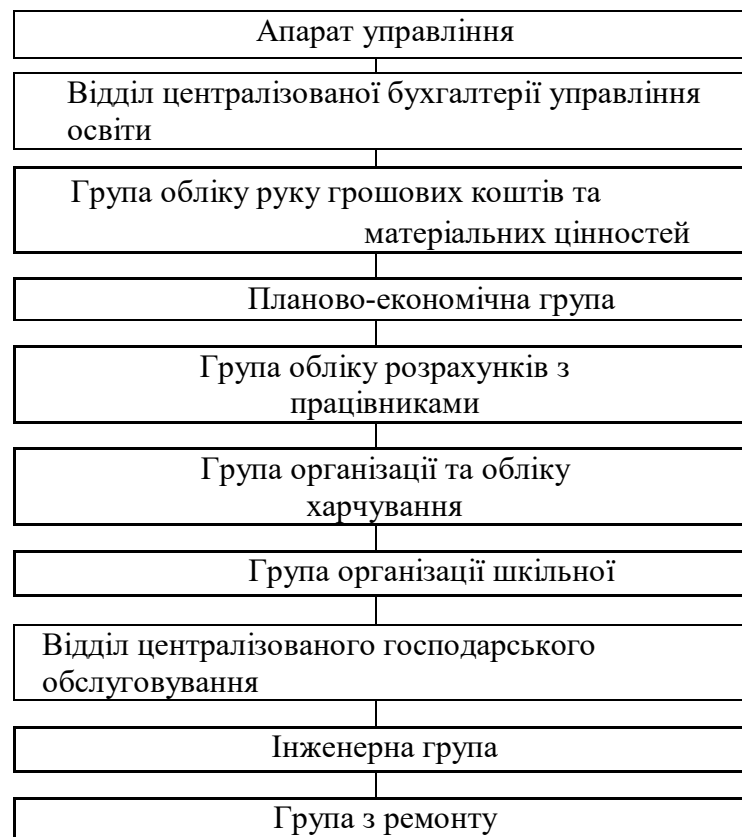 Апарат управління
Відділ централізованої бухгалтерії управління
освіти
Група обліку руку грошових коштів та
матеріальних цінностей
Планово-економічна група
Група обліку розрахунків з
працівниками
Група організації та обліку
харчування
Група організації шкільної
Відділ централізованого господарського
обслуговування
Інженерна група
Група з ремонту